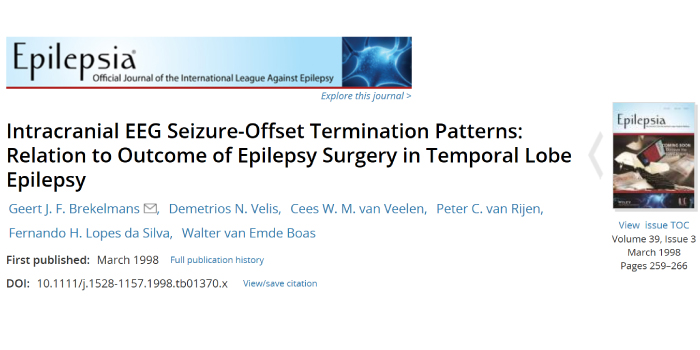 Epilepsia®
Official Journal of the International League Against Epilepsy
Explore this journal >
Intracranial EEG Seizure-Offset Termination Patterns:
Relation to Outcome of Epilepsy Surgery in Temporal Lobe
Epilepsy
Geert J. F. Brekelmans, Demetrios N. Velis, Cees W. M. van Veelen, Peter C. van Rijen,
Fernando H. Lopes da Silva, Walter van Emde Boas
First published: March 1998 Full publication history
DOI: 10.1111/j.1528-1157.1998.tb01370.x View/save citation
Epilepsia
COMING SOON
View issue TOC
Volume 39, Issue 3
March 1998
Pages 259–266